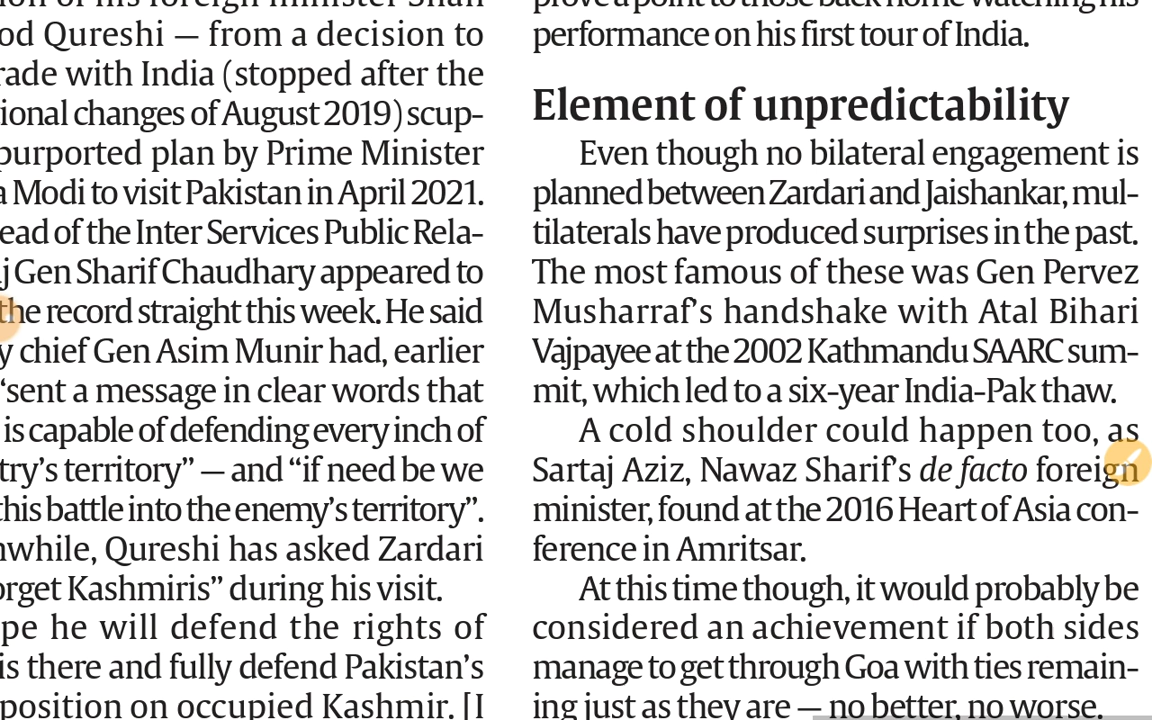 od Qureshi — from a decision to
rade with India (stopped after the
ional changes of August 2019) scup-
purported plan by Prime Minister
a Modi to visit Pakistan in April 2021.
ead of the Inter Services Public Rela-
j Gen Sharif Chaudhary appeared to
the record straight this week. He said
y chief Gen Asim Munir had, earlier
“sent a message in clear words that
is capable of defending every inch of
try’s territory” — and “if need be we
this battle into the enemy’s territory”.
nwhile, Qureshi has asked Zardari
orget Kashmiris” during his visit.
pe he will defend the rights of
is there and fully defend Pakistan’s
position on occupied Kashmir. [I
prove a point to those back home watching his
performance on his first tour of India.
Element of unpredictability
Even though no bilateral engagement is
planned between Zardari and Jaishankar, mul-
tilaterals have produced surprises in the past.
The most famous of these was Gen Pervez
Musharraf’s handshake with Atal Bihari
Vajpayee at the 2002 Kathmandu SAARC sum-
mit, which led to a six-year India-Pak thaw.
A cold shoulder could happen too, as
Sartaj Aziz, Nawaz Sharif’s de facto foreign
minister, found at the 2016 Heart of Asia con-
ference in Amritsar.
At this time though, it would probably be
considered an achievement if both sides
manage to get through Goa with ties remain-
ing just as they are — no better, no worse.